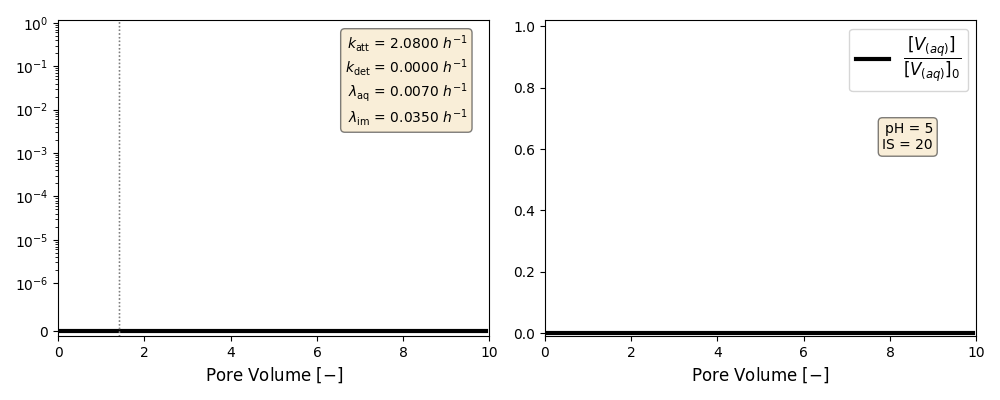 10⁰
10⁻¹
10⁻²
10⁻³
10⁻⁴
10⁻⁵
10⁻⁶
0
k_att = 2.0800 h⁻¹
k_det = 0.0000 h⁻¹
λ_aq = 0.0070 h⁻¹
λ_im = 0.0350 h⁻¹
0 2 4 6 8 10
Pore Volume [−]
1.0
0.8
0.6
0.4
0.2
0.0
[V_(aq)]
[V_(aq)]₀
pH = 5
IS = 20
0 2 4 6 8 10
Pore Volume [−]